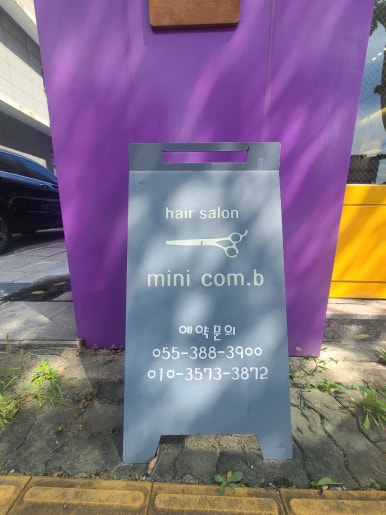 hair salon
mini com.b
예약문의
055-388-3900
010-3573-3872